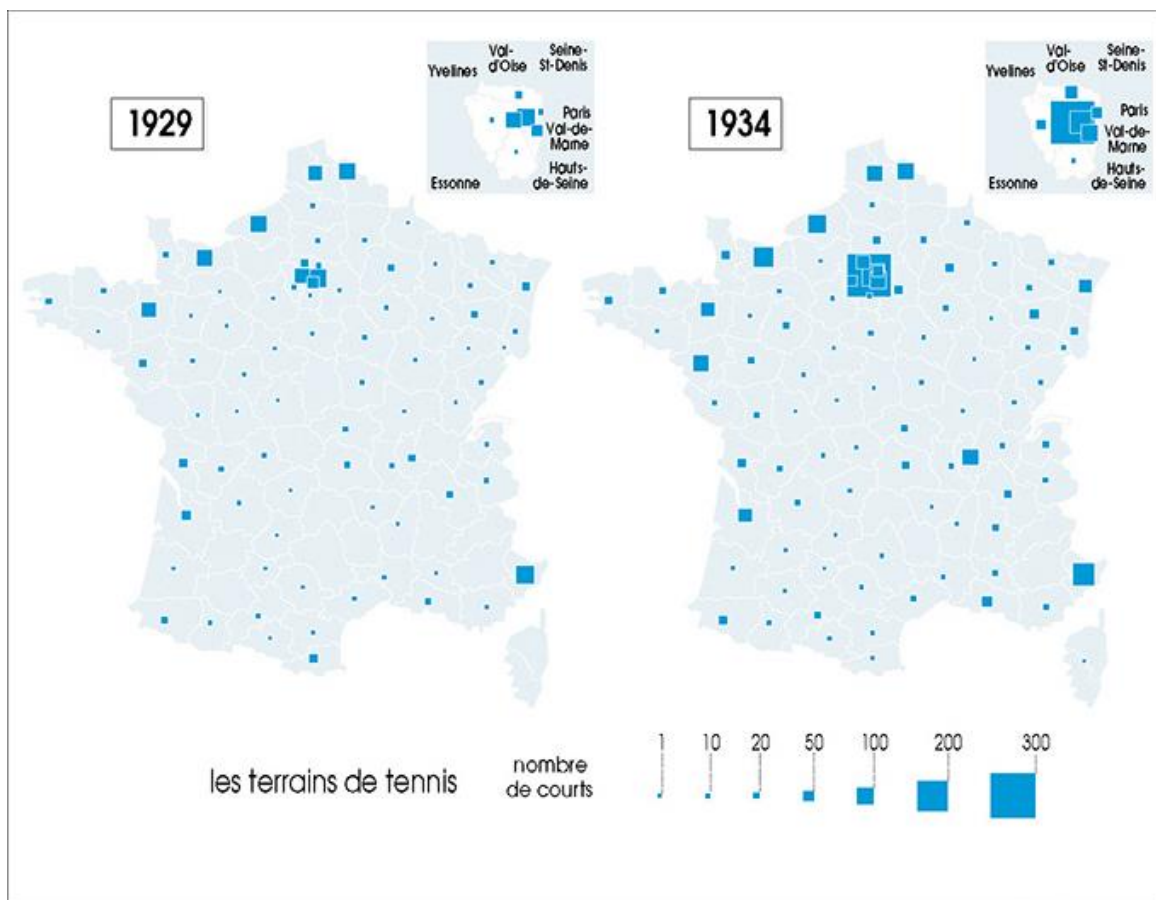 1929
Val-
d'Oise
Seine-
St-Denis
Yvelines
Paris
Val-de-
Marne
Hauts-
de-Seine
Essonne
1934
Val-
d'Oise
Seine-
St-Denis
Yvelines
Paris
Val-de-
Marne
Hauts-
de-Seine
Essonne
les terrains de tennis
nombre
de courts
1 10 20 50 100 200 300